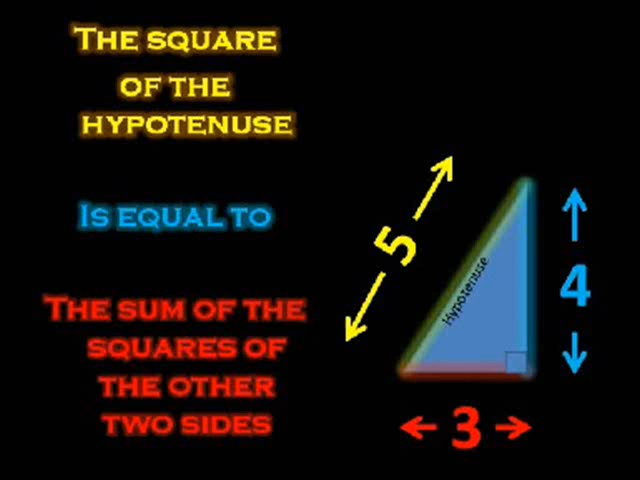 THE SQUARE
OF THE
HYPOTENUSE
IS EQUAL TO
THE SUM OF THE
SQUARES OF
THE OTHER
TWO SIDES
5
Hypotenuse
4
3